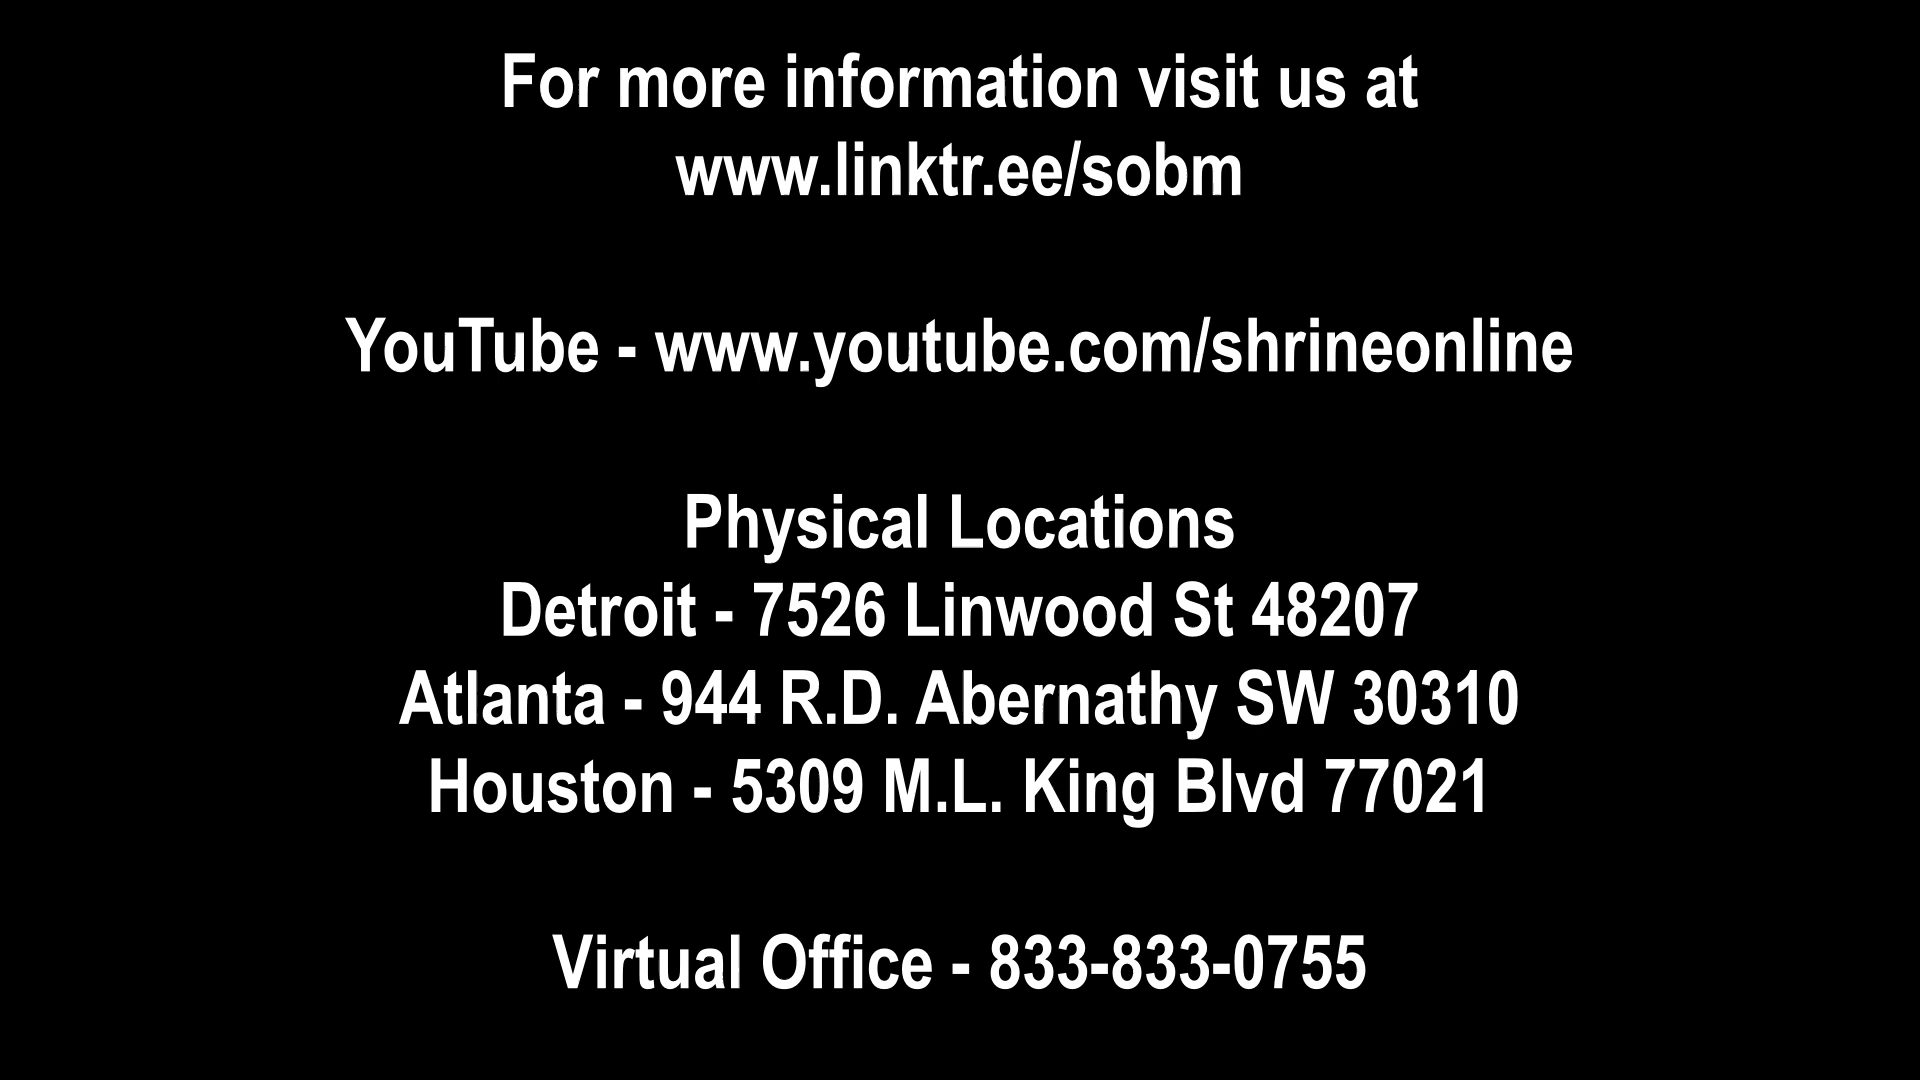 For more information visit us at
www.linktr.ee/sobm
YouTube - www.youtube.com/shrineonline
Physical Locations
Detroit - 7526 Linwood St 48207
Atlanta - 944 R.D. Abernathy SW 30310
Houston - 5309 M.L. King Blvd 77021
Virtual Office - 833-833-0755